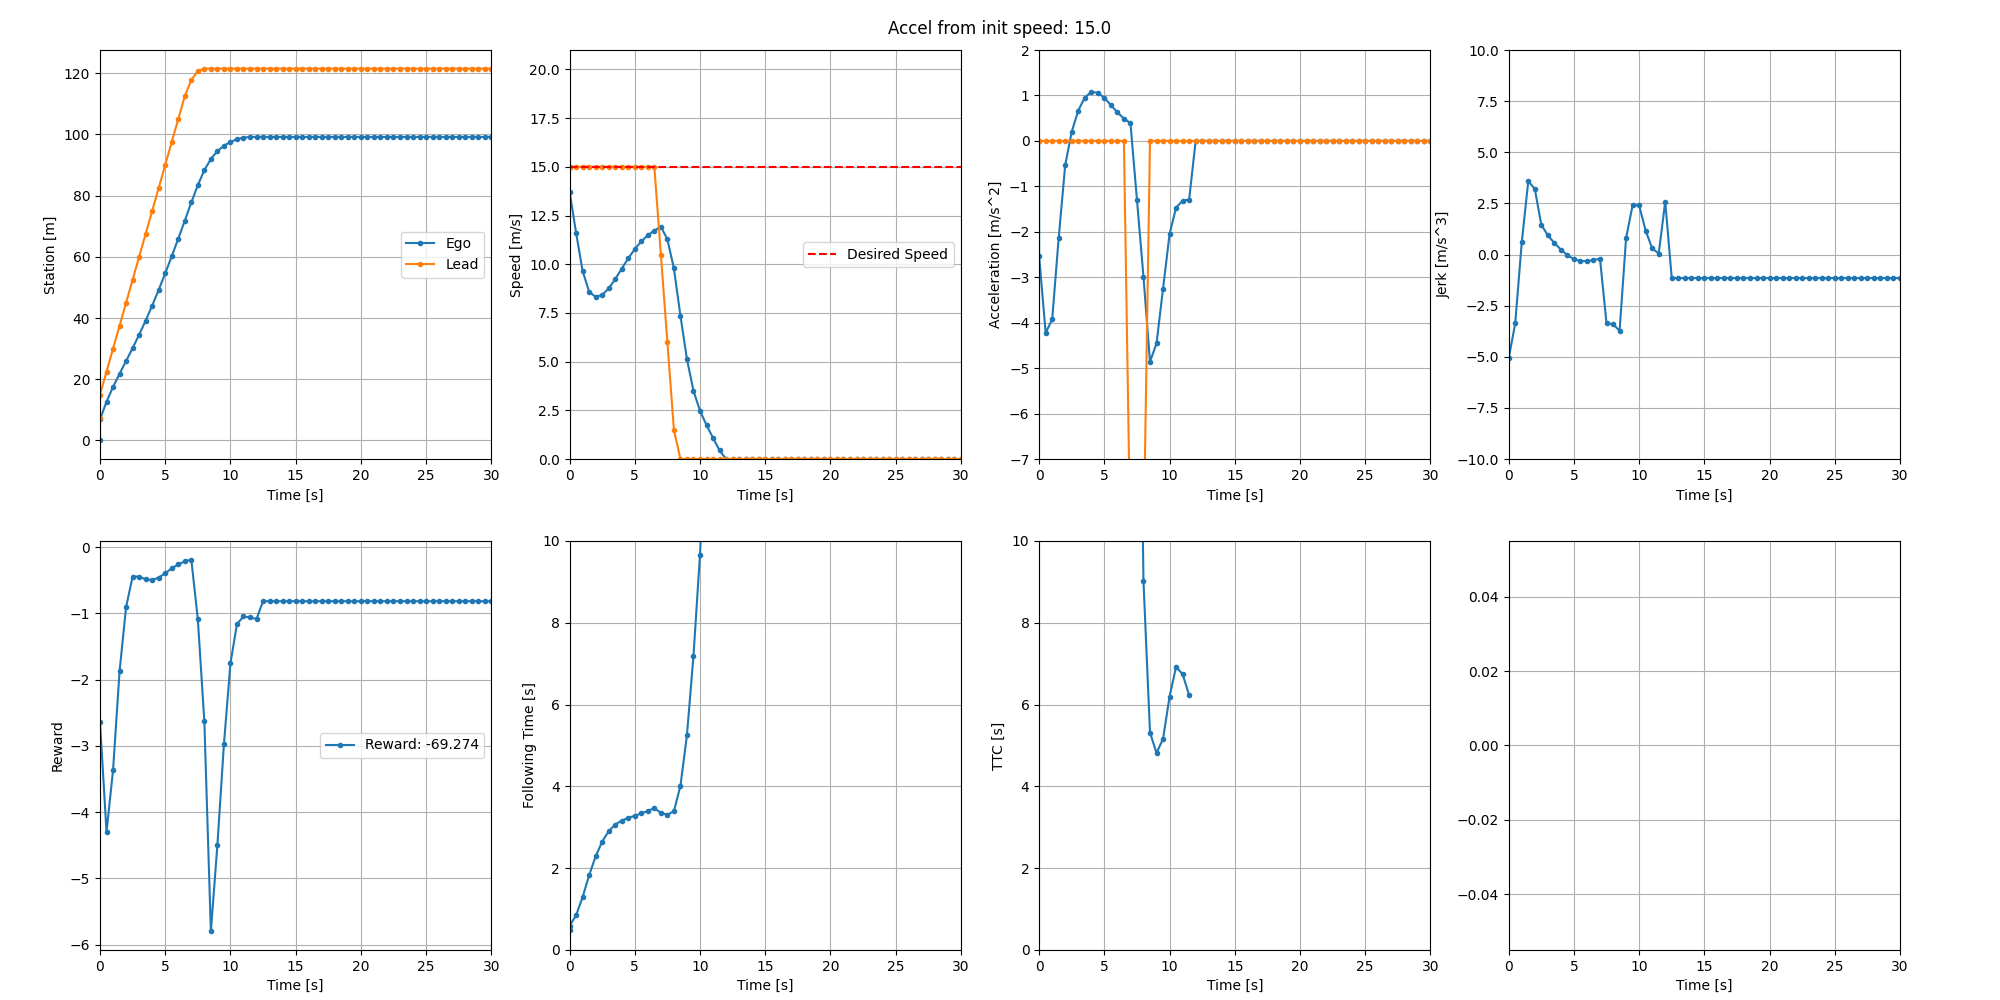 Accel from init speed: 15.0
Station [m]
120
100
80
60
40
20
0
Ego
Lead
0 5 10 15 20 25 30
Time [s]
Speed [m/s]
20.0
17.5
15.0
12.5
10.0
7.5
5.0
2.5
0.0
Desired Speed
0 5 10 15 20 25 30
Time [s]
Acceleration [m/s^2]
2
1
0
−1
−2
−3
−4
−5
−6
−7
0 5 10 15 20 25 30
Time [s]
Jerk [m/s^3]
10.0
7.5
5.0
2.5
0.0
−2.5
−5.0
−7.5
−10.0
0 5 10 15 20 25 30
Time [s]
Reward
0
−1
−2
−3
−4
−5
−6
Reward: -69.274
0 5 10 15 20 25 30
Time [s]
Following Time [s]
10
8
6
4
2
0
0 5 10 15 20 25 30
Time [s]
TTC [s]
10
8
6
4
2
0
0 5 10 15 20 25 30
Time [s]
0.04
0.02
0.00
−0.02
−0.04
0 5 10 15 20 25 30
Time [s]